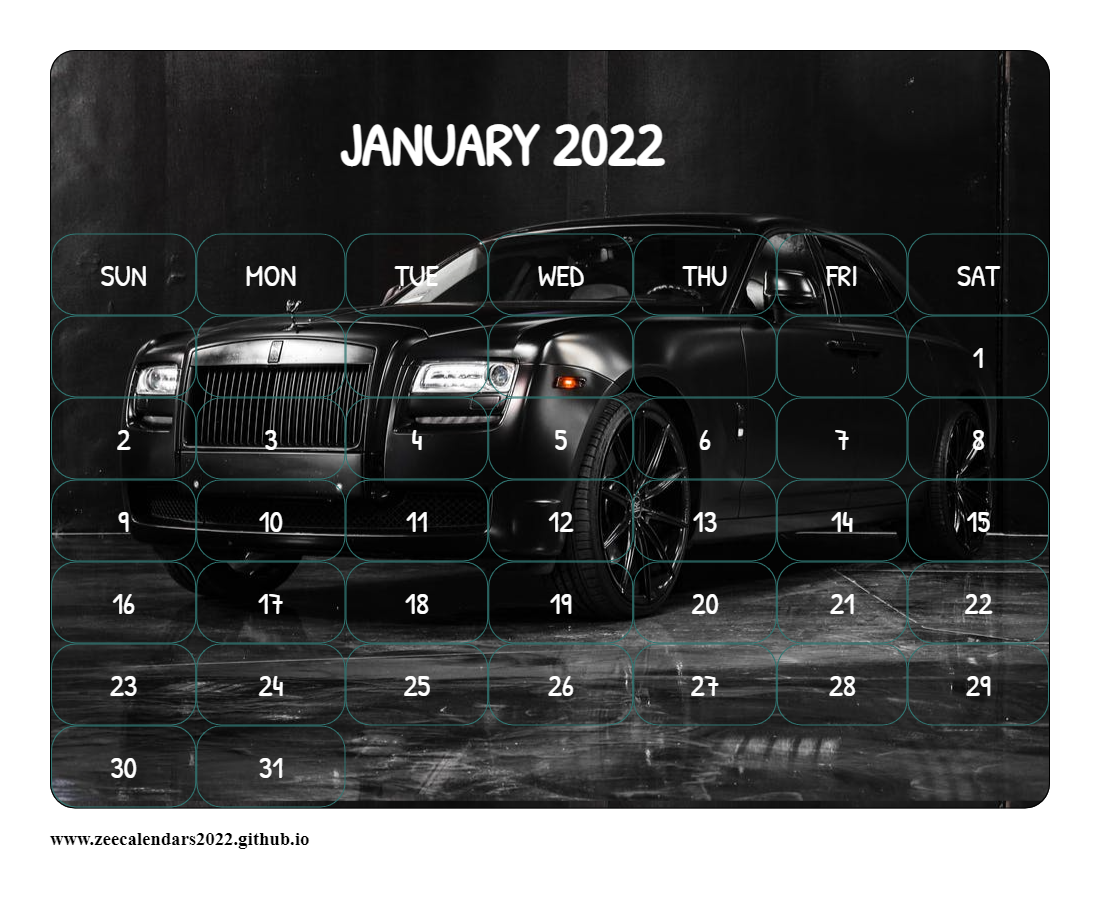 JANUARY 2022
SUN MON TUE WED THU FRI SAT
1
2 3 4 5 6 7 8
9 10 11 12 13 14 15
16 17 18 19 20 21 22
23 24 25 26 27 28 29
30 31
www.zeecalendars2022.github.io